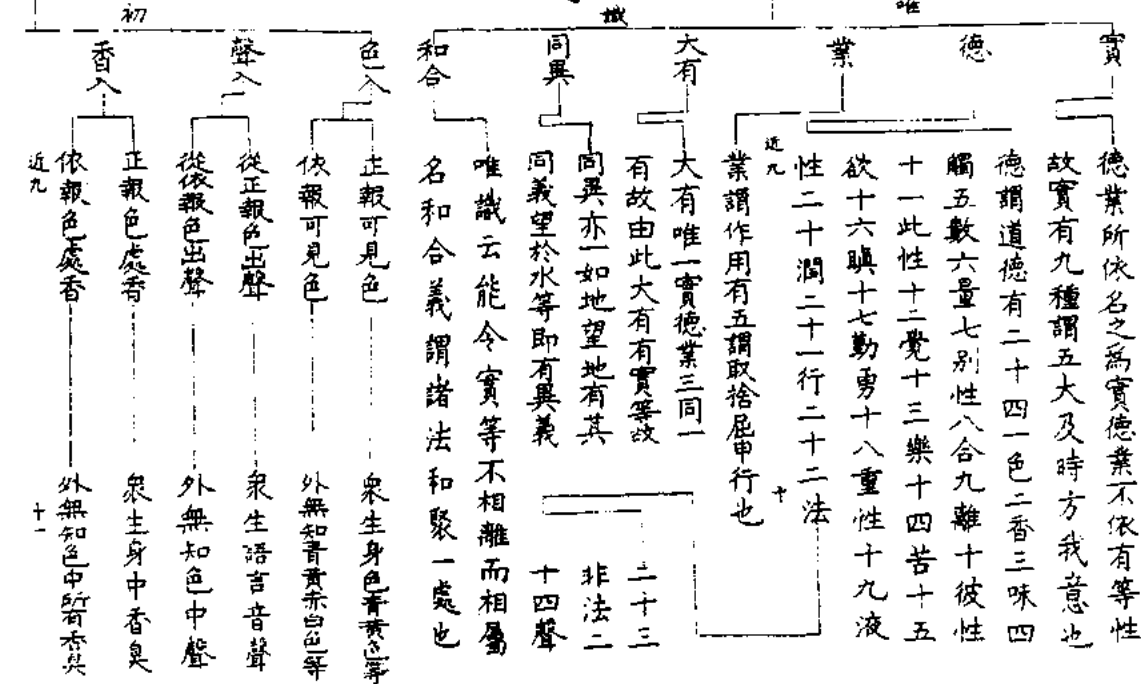 唯
識
初
實
德業所依名之為實德業不依有等性
故實有九種謂五大及時方我意也
德
德謂道德有二十四一色二香三味四
觸五數六量七別性八合九離十彼性
十一此性十二覺十三樂十四苦十五
欲十六瞋十七勤勇十八重性十九液
性二十潤二十一行二十二法
二十三
非法二
十四聲
近九
十
業
業謂作用有五謂取捨屈申行也
大有
大有唯一實德業三同一
有故由此大有有實等故
同異
同異亦一如地望地有其
同義望於水等即有異義
和合
唯識云能令實等不相離而相屬
名和合義謂諸法和聚一處也
色入
正報可見色
眾生身色青黃色等
依報可見色
外無知青黃赤白色等
聲入
從正報色出聲
眾生語言音聲
從依報色出聲
外無知色中聲
香入
正報色處香
眾生身中香臭
依報色處香
外無知色中所有香臭
近九
十一